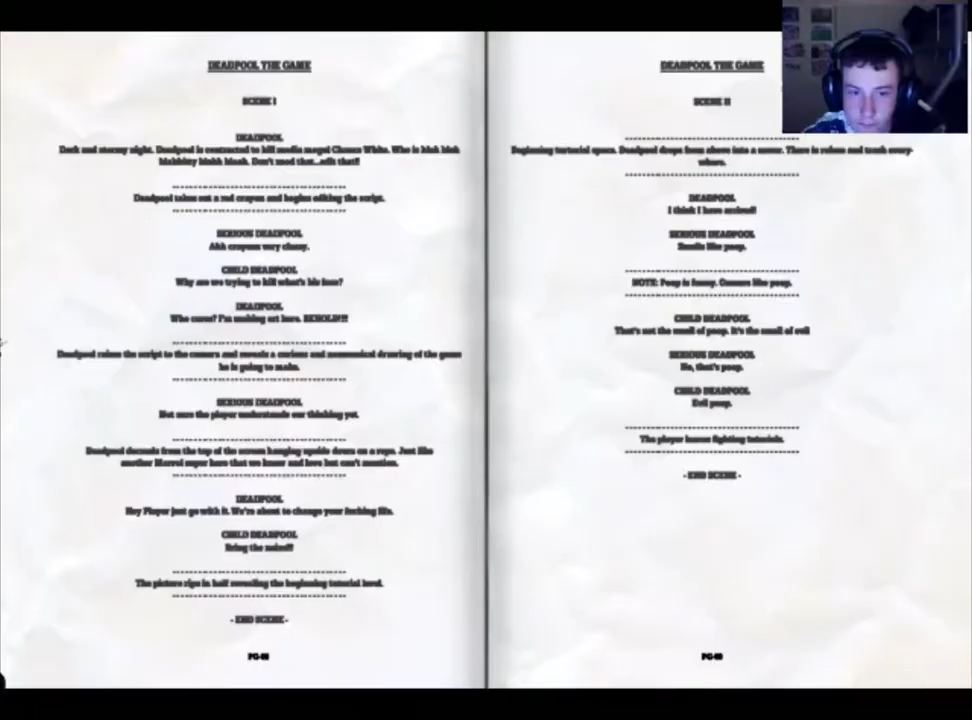 DEADPOOL THE GAME
SCENE I
DEADPOOL
Dark and stormy night. Deadpool is contracted to kill media mogul Chance White. Who is blah blah
blahbitty blahh blaah. Don't need that...edit that!!
Deadpool takes out a red crayon and begins editing the script.
SERIOUS DEADPOOL
Ahh crayons very classy.
CHILD DEADPOOL
Why are we trying to kill what's his face?
DEADPOOL
Who cares? I'm making art here. BEHOLD!!!
Deadpool raises the script to the camera and reveals a curious and nonsensical drawing of the game
he is going to make.
SERIOUS DEADPOOL
Not sure the player understands our thinking yet.
Deadpool descends from the top of the screen hanging upside down on a rope. Just like
another Marvel super hero that we know and love but can't mention.
DEADPOOL
Hey Player just go with it. We're about to change your fucking life.
CHILD DEADPOOL
Bring the noise!!
The picture rips in half revealing the beginning tutorial level.
- END SCENE -
DEADPOOL THE GAME
SCENE II
Beginning tutorial space. Deadpool drops from above into a sewer. There is ruins and trash every-
where.
DEADPOOL
I think I have arrived!
SERIOUS DEADPOOL
Smells like poop.
NOTE: Poop is funny. Gamers like poop.
CHILD DEADPOOL
That's not the smell of poop. It's the smell of evil
SERIOUS DEADPOOL
No, that's poop.
CHILD DEADPOOL
Evil poop.
The player learns fighting tutorials.
- END SCENE -